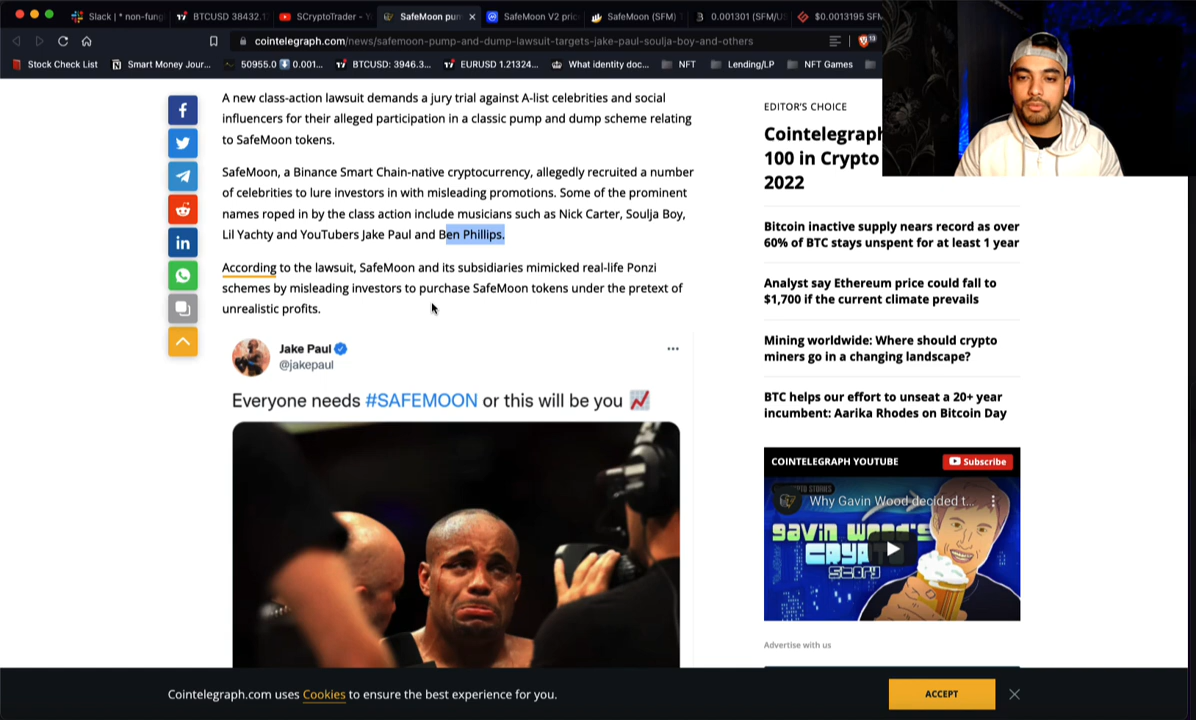 Slack | * non-fung
BTCUSD 38432.1
SCryptoTrader - Y
SafeMoon pun
SafeMoon V2 pric
SafeMoon (SFM)
0.001301 (SFM/U
$0.0013195 SFM
cointelegraph.com/news/safemoon-pump-and-dump-lawsuit-targets-jake-paul-soulja-boy-and-others
13
Stock Check List
Smart Money Jour...
50955.0 ⬇ 0.001...
BTCUSD: 3946.3...
EURUSD 1.21324...
What identity doc...
NFT
Lending/LP
NFT Games
A new class-action lawsuit demands a jury trial against A-list celebrities and social
influencers for their alleged participation in a classic pump and dump scheme relating
to SafeMoon tokens.
SafeMoon, a Binance Smart Chain-native cryptocurrency, allegedly recruited a number
of celebrities to lure investors in with misleading promotions. Some of the prominent
names roped in by the class action include musicians such as Nick Carter, Soulja Boy,
Lil Yachty and YouTubers Jake Paul and Ben Phillips.
According to the lawsuit, SafeMoon and its subsidiaries mimicked real-life Ponzi
schemes by misleading investors to purchase SafeMoon tokens under the pretext of
unrealistic profits.
Jake Paul
@jakepaul
Everyone needs #SAFEMOON or this will be you 📈
EDITOR'S CHOICE
Cointelegraph
100 in Crypto
2022
Bitcoin inactive supply nears record as over
60% of BTC stays unspent for at least 1 year
Analyst say Ethereum price could fall to
$1,700 if the current climate prevails
Mining worldwide: Where should crypto
miners go in a changing landscape?
BTC helps our effort to unseat a 20+ year
incumbent: Aarika Rhodes on Bitcoin Day
COINTELEGRAPH YOUTUBE
Subscribe
Why Gavin Wood decided t...
GAVIN WOOD'S
CRYPTO
STORY
Advertise with us
Cointelegraph.com uses Cookies to ensure the best experience for you.
ACCEPT